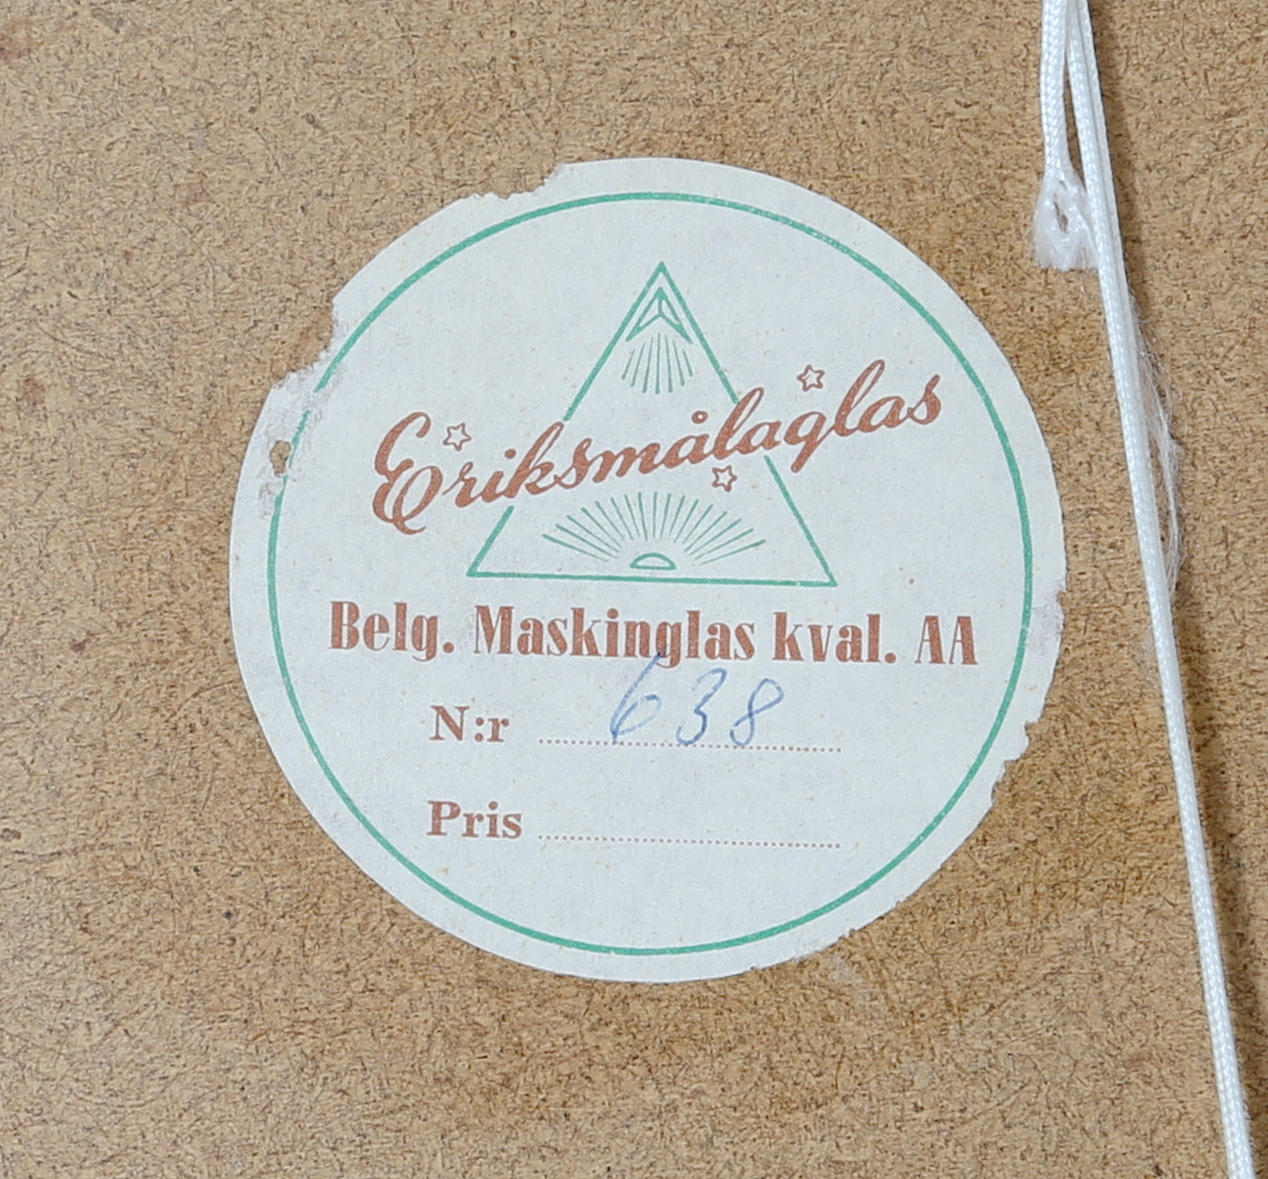 Eriksmålaglas
Belg. Maskinglas kval. AA
N:r 638
Pris